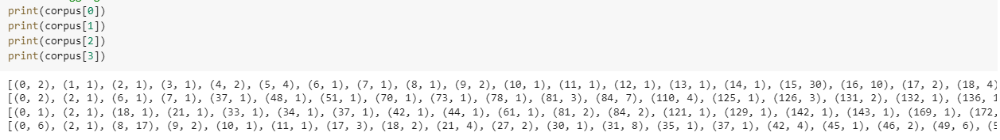 print(corpus[0])
print(corpus[1])
print(corpus[2])
print(corpus[3])
[(0, 2), (1, 1), (2, 1), (3, 1), (4, 2), (5, 4), (6, 1), (7, 1), (8, 1), (9, 2), (10, 1), (11, 1), (12, 1), (13, 1), (14, 1), (15, 30), (16, 10), (17, 2), (18, 4)
[(0, 2), (2, 1), (6, 1), (7, 1), (37, 1), (48, 1), (51, 1), (70, 1), (73, 1), (78, 1), (81, 3), (84, 7), (110, 4), (125, 1), (126, 3), (131, 2), (132, 1), (136, 1
[(0, 1), (2, 1), (18, 1), (21, 1), (33, 1), (34, 1), (37, 1), (42, 1), (44, 1), (61, 1), (81, 2), (84, 2), (121, 1), (129, 1), (142, 1), (143, 1), (169, 1), (172,
[(0, 6), (2, 1), (8, 17), (9, 2), (10, 1), (11, 1), (17, 3), (18, 2), (21, 4), (27, 2), (30, 1), (31, 8), (35, 1), (37, 1), (42, 4), (45, 1), (46, 2), (49, 6), (5